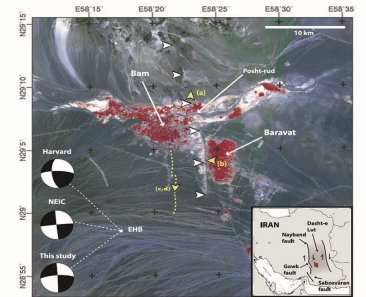 E58°15'
E58°20'
E58°25'
E58°30'
E58°35'
N29°15'
10 km
N29°10'
Bam
Posht-rud
(a)
Baravat
(b)
N29°05'
Harvard
(c,d)
NEIC
N29°
EHB
This study
N28°55'
IRAN
Dasht-e
Lut
Nayband
fault
Gowk
fault
Sabzevaran
fault